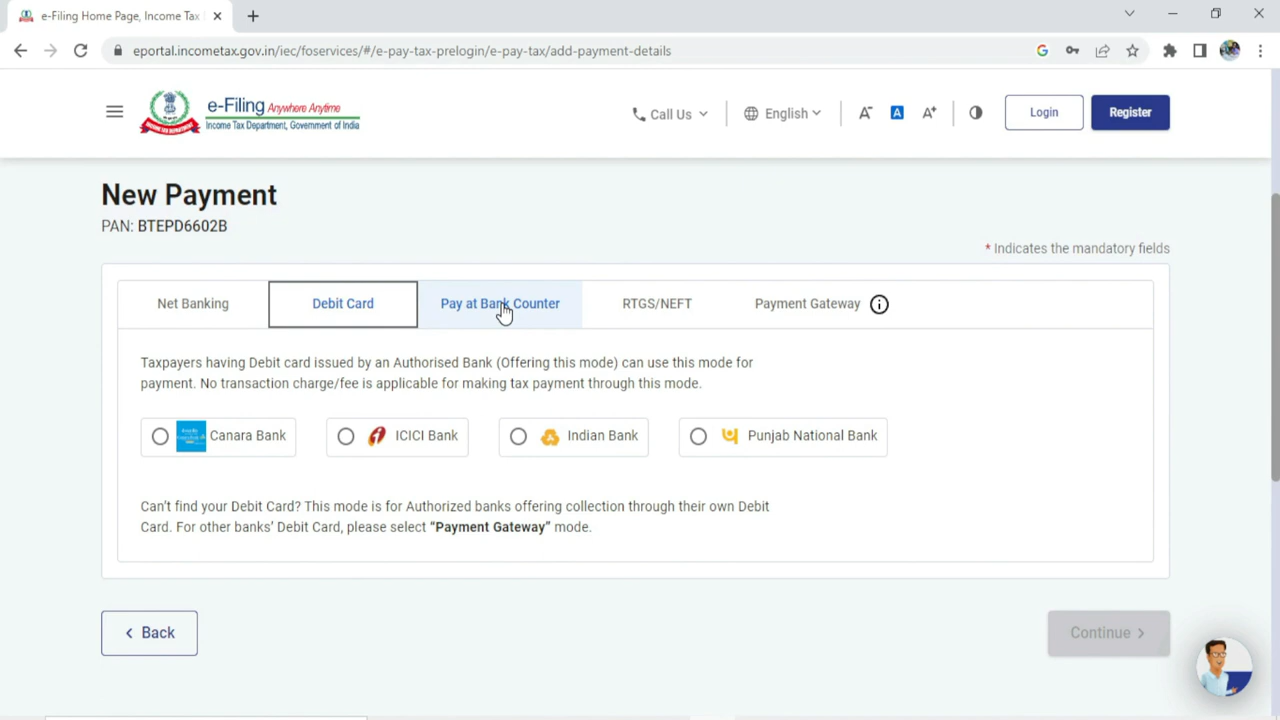 e-Filing Home Page, Income Tax
eportal.incometax.gov.in/iec/foservices/#/e-pay-tax-prelogin/e-pay-tax/add-payment-details
e-Filing Anywhere Anytime
Income Tax Department, Government of India
Call Us
English
A-
A
A+
Login
Register
New Payment
PAN: BTEPD6602B
* Indicates the mandatory fields
Net Banking
Debit Card
Pay at Bank Counter
RTGS/NEFT
Payment Gateway
Taxpayers having Debit card issued by an Authorised Bank (Offering this mode) can use this mode for
payment. No transaction charge/fee is applicable for making tax payment through this mode.
Canara Bank
ICICI Bank
Indian Bank
Punjab National Bank
Can't find your Debit Card? This mode is for Authorized banks offering collection through their own Debit
Card. For other banks' Debit Card, please select "Payment Gateway" mode.
< Back
Continue >